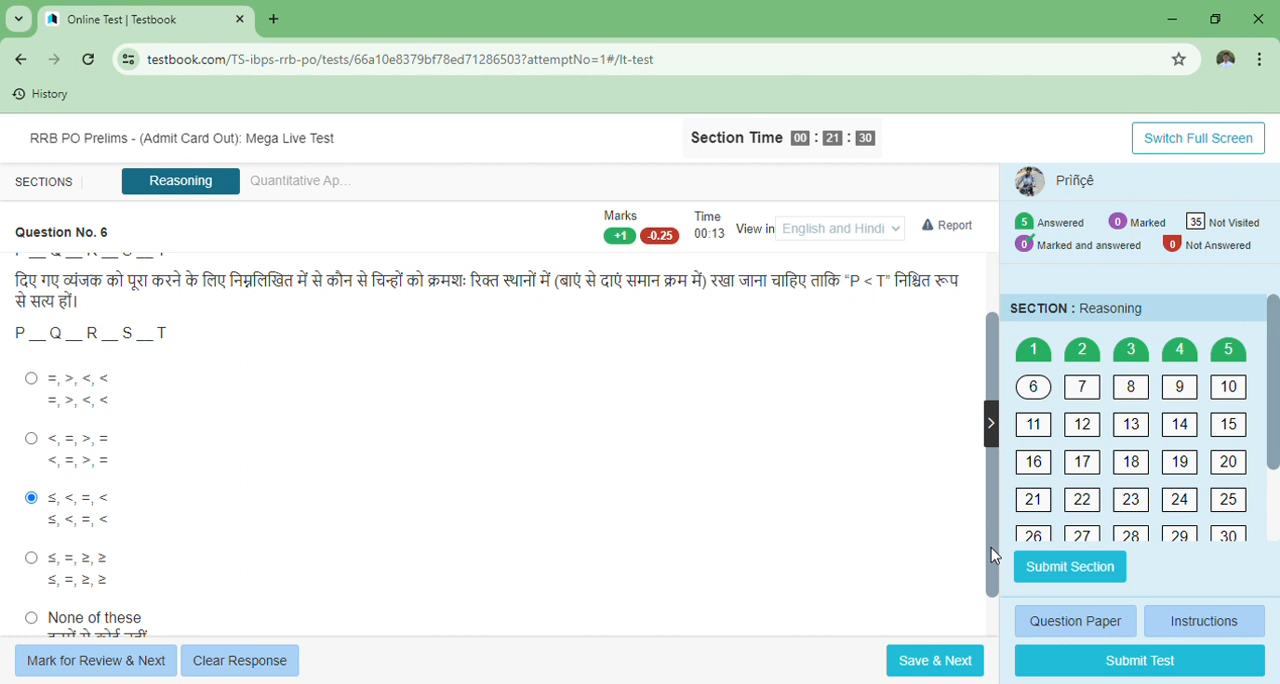 Online Test | Testbook
testbook.com/TS-ibps-rrb-po/tests/66a10e8379bf78ed71286503?attemptNo=1#/lt-test
History
RRB PO Prelims - (Admit Card Out): Mega Live Test
Section Time 00 : 21 : 30
Switch Full Screen
SECTIONS
Reasoning
Quantitative Ap...
Prïñçê
Question No. 6
Marks
+1 -0.25
Time
00:13
View in English and Hindi
Report
5 Answered 0 Marked 35 Not Visited
0 Marked and answered 0 Not Answered
दिए गए व्यंजक को पूरा करने के लिए निम्नलिखित में से कौन से चिन्हों को क्रमशः रिक्त स्थानों में (बाएं से दाएं समान क्रम में) रखा जाना चाहिए ताकि “P < T” निश्चित रूप
से सत्य हों।
P __ Q __ R __ S __ T
=, >, <, <
=, >, <, <
<, =, >, =
<, =, >, =
≤, <, =, <
≤, <, =, <
≤, =, ≥, ≥
≤, =, ≥, ≥
None of these
SECTION : Reasoning
1 2 3 4 5
6 7 8 9 10
11 12 13 14 15
16 17 18 19 20
21 22 23 24 25
26 27 28 29 30
Submit Section
Question Paper
Instructions
Mark for Review & Next
Clear Response
Save & Next
Submit Test